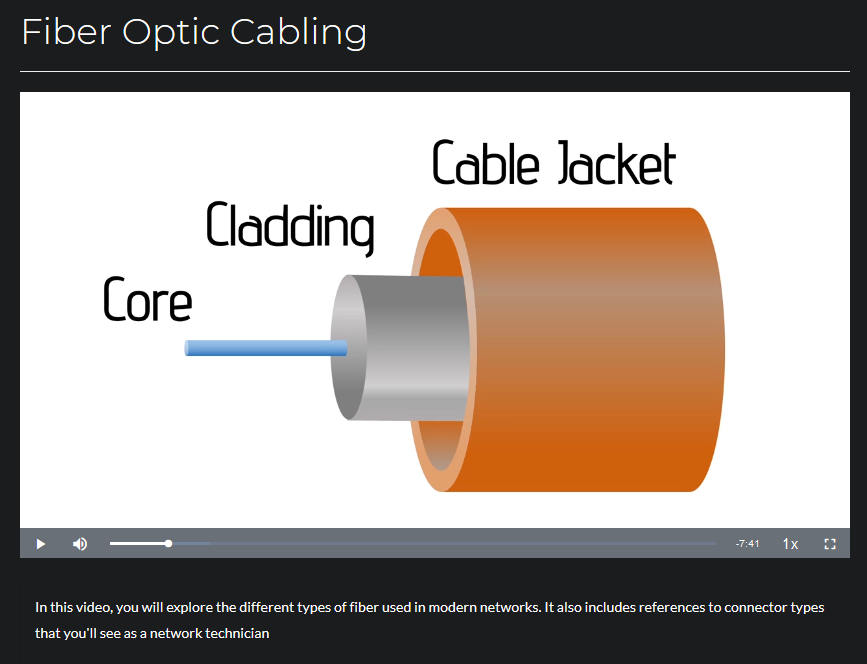 Fiber Optic Cabling
Cable Jacket
Cladding
Core
-7:41 1x
In this video, you will explore the different types of fiber used in modern networks. It also includes references to connector types
that you'll see as a network technician